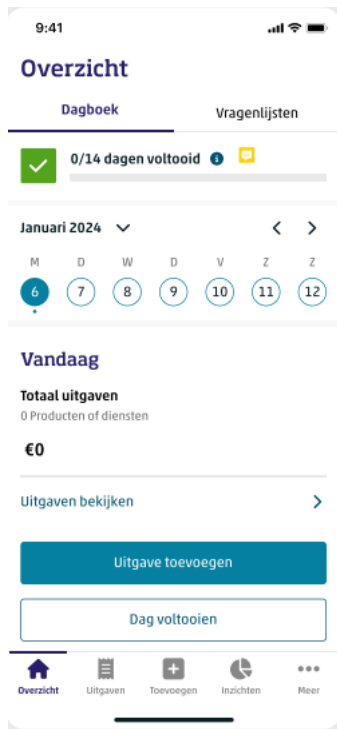 9:41
Overzicht
Dagboek Vragenlijsten
0/14 dagen voltooid i
Januari 2024
M D W D V Z Z
6 7 8 9 10 11 12
Vandaag
Totaal uitgaven
0 Producten of diensten
€0
Uitgaven bekijken
Uitgave toevoegen
Dag voltooien
Overzicht Uitgaven Toevoegen Inzichten Meer